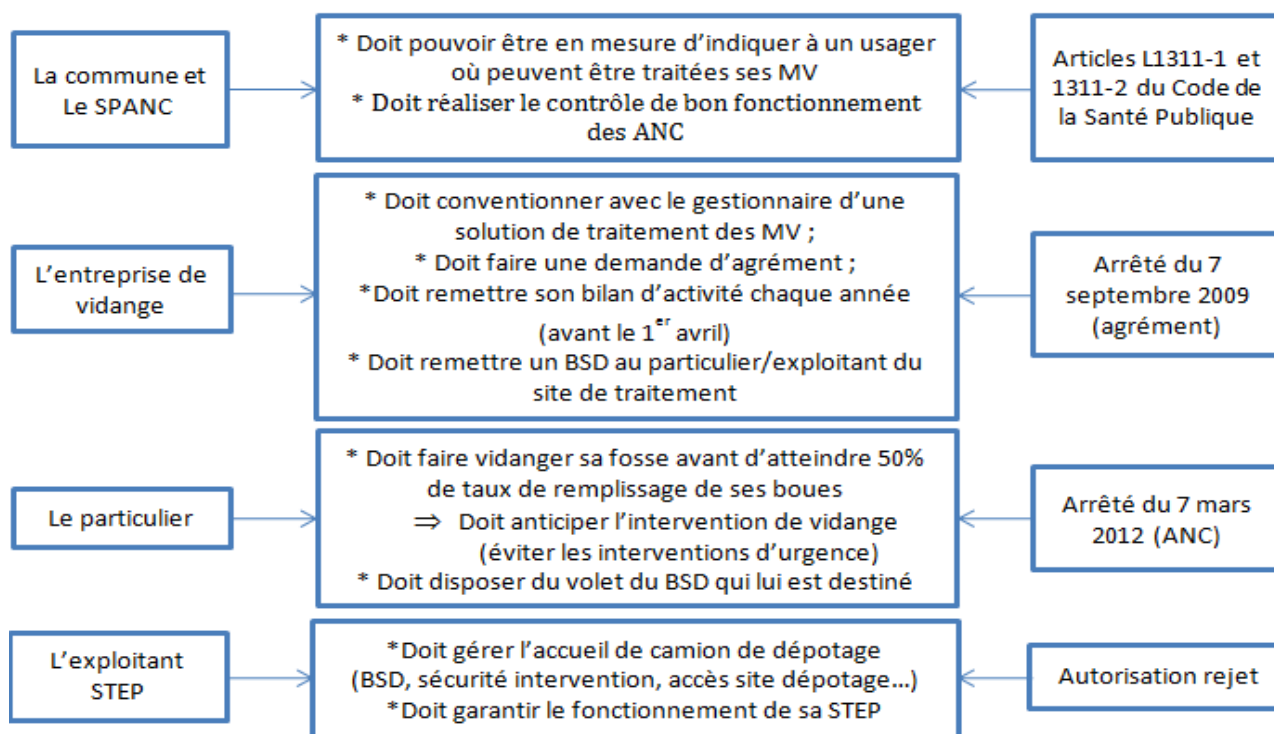 La commune et
Le SPANC
* Doit pouvoir être en mesure d'indiquer à un usager
où peuvent être traitées ses MV
* Doit réaliser le contrôle de bon fonctionnement
des ANC
Articles L1311-1 et
1311-2 du Code de
la Santé Publique
L'entreprise de
vidange
* Doit conventionner avec le gestionnaire d'une
solution de traitement des MV ;
* Doit faire une demande d'agrément ;
*Doit remettre son bilan d'activité chaque année
(avant le 1er avril)
* Doit remettre un BSD au particulier/exploitant du
site de traitement
Arrêté du 7
septembre 2009
(agrément)
Le particulier
* Doit faire vidanger sa fosse avant d'atteindre 50%
de taux de remplissage de ses boues
⇒ Doit anticiper l'intervention de vidange
(éviter les interventions d'urgence)
* Doit disposer du volet du BSD qui lui est destiné
Arrêté du 7 mars
2012 (ANC)
L'exploitant
STEP
*Doit gérer l'accueil de camion de dépotage
(BSD, sécurité intervention, accès site dépotage…)
*Doit garantir le fonctionnement de sa STEP
Autorisation rejet